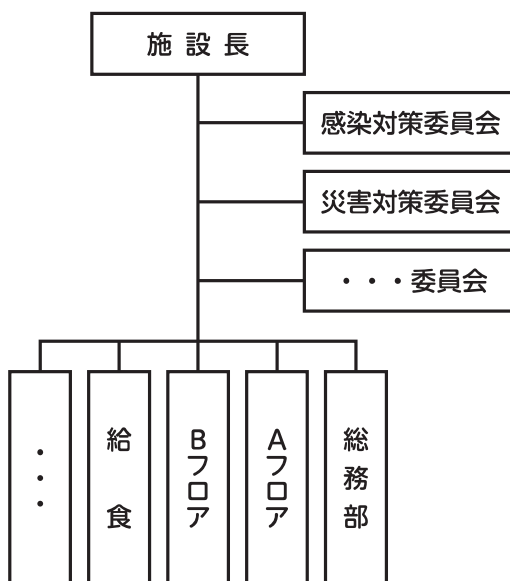 施設長
感染対策委員会
災害対策委員会
・・・委員会
総務部
Aフロア
Bフロア
給食
・・・